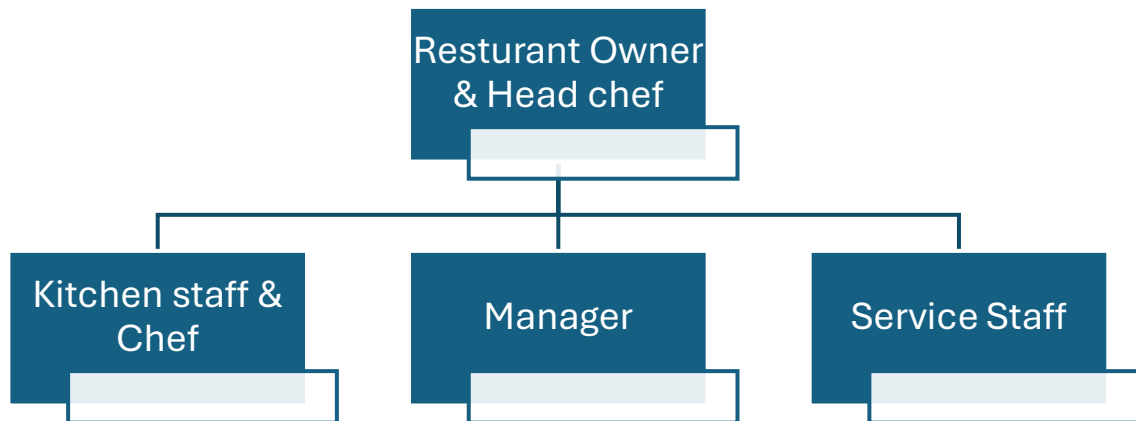 Resturant Owner
& Head chef
Kitchen staff &
Chef
Manager
Service Staff